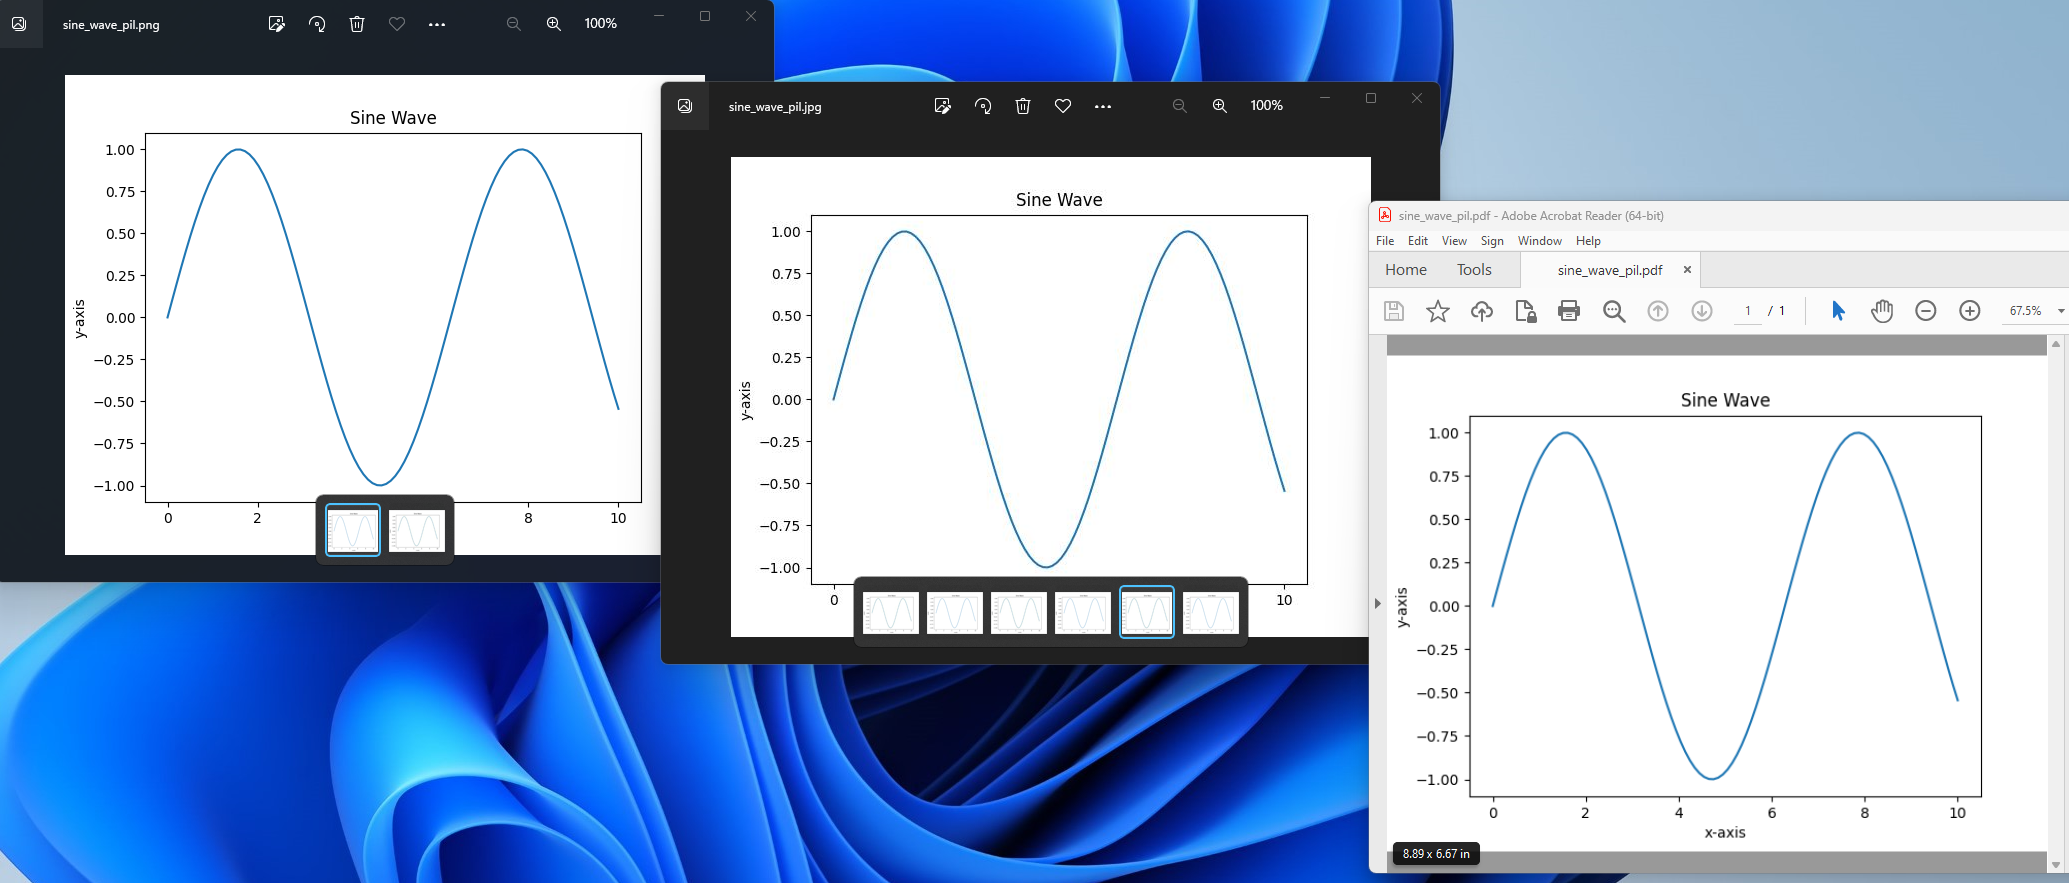 sine_wave_pil.png
100%
Sine Wave
1.00
0.75
0.50
0.25
0.00
−0.25
−0.50
−0.75
−1.00
y-axis
0 2 8 10
sine_wave_pil.jpg
100%
Sine Wave
1.00
0.75
0.50
0.25
0.00
−0.25
−0.50
−0.75
−1.00
y-axis
0 10
sine_wave_pil.pdf - Adobe Acrobat Reader (64-bit)
File Edit View Sign Window Help
Home Tools sine_wave_pil.pdf
1 / 1 67.5%
Sine Wave
1.00
0.75
0.50
0.25
0.00
−0.25
−0.50
−0.75
−1.00
y-axis
0 2 4 6 8 10
x-axis
8.89 x 6.67 in